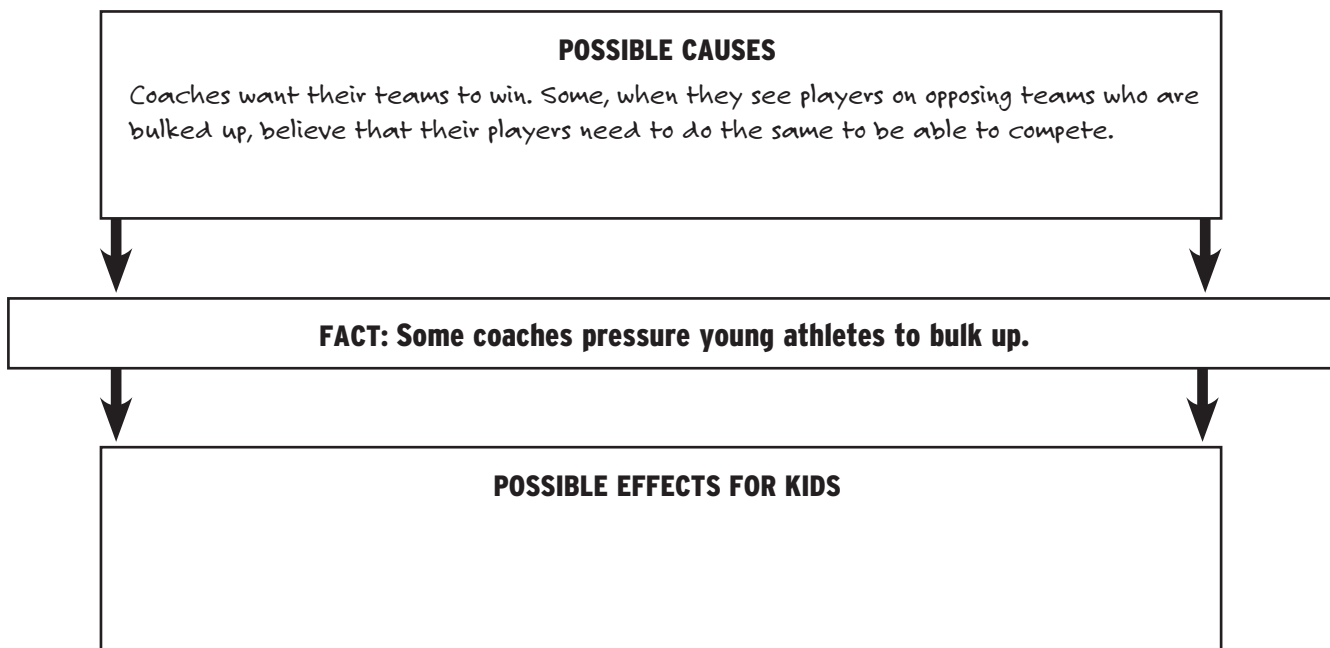 POSSIBLE CAUSES
Coaches want their teams to win. Some, when they see players on opposing teams who are
bulked up, believe that their players need to do the same to be able to compete.
FACT: Some coaches pressure young athletes to bulk up.
POSSIBLE EFFECTS FOR KIDS